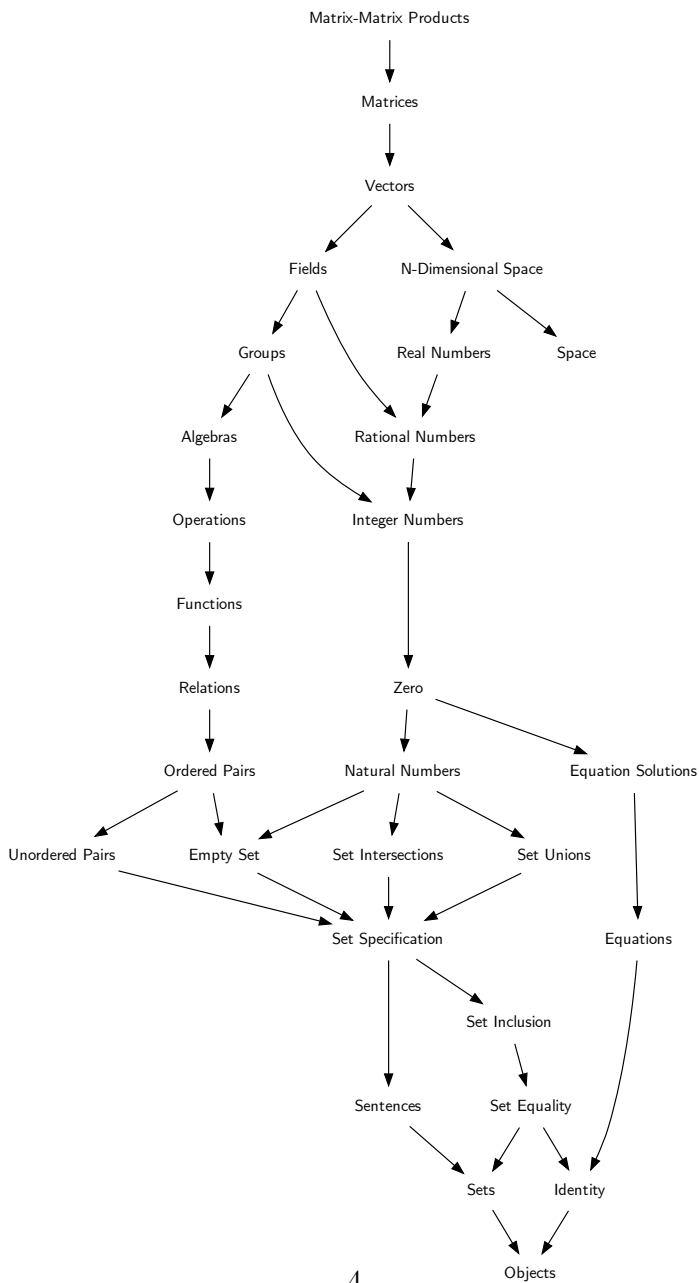 Matrix-Matrix Products
Matrices
Vectors
Fields N-Dimensional Space
Groups Real Numbers Space
Algebras Rational Numbers
Operations Integer Numbers
Functions
Relations Zero
Ordered Pairs Natural Numbers Equation Solutions
Unordered Pairs Empty Set Set Intersections Set Unions
Set Specification Equations
Set Inclusion
Sentences Set Equality
Sets Identity
Objects
4